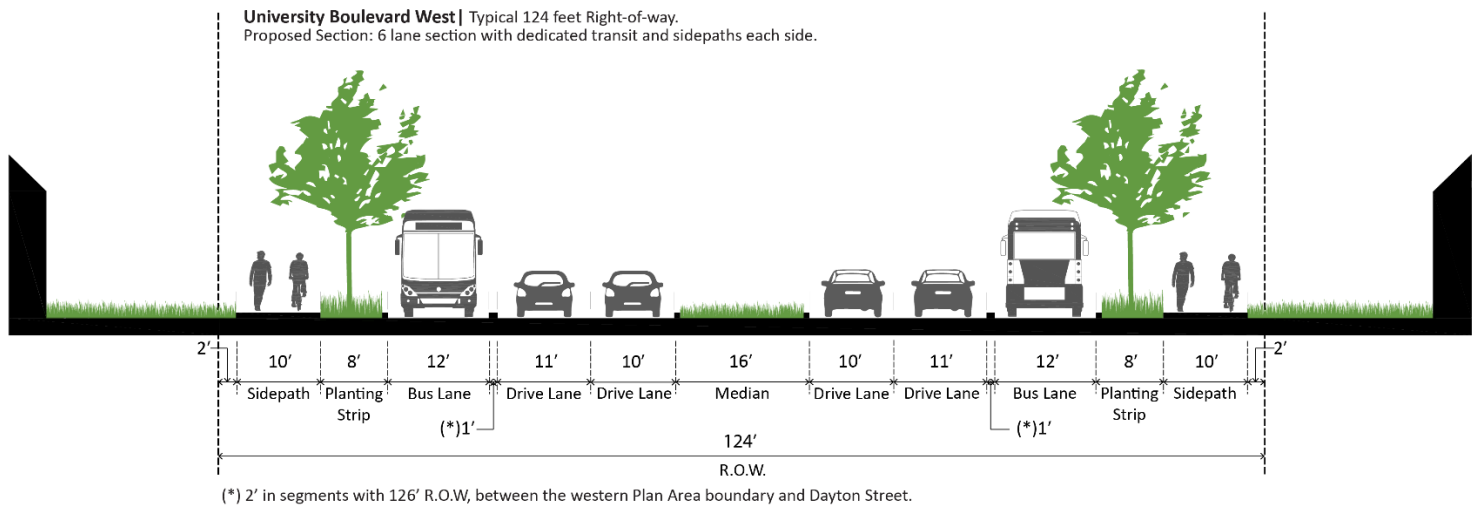 University Boulevard West| Typical 124 feet Right-of-way.
Proposed Section: 6 lane section with dedicated transit and sidepaths each side.
2’ 10’ 8’ 12’ 11’ 10’ 16’ 10’ 11’ 12’ 8’ 10’ 2’
Sidepath Planting Bus Lane Drive Lane Drive Lane Median Drive Lane Drive Lane Bus Lane Planting Sidepath
Strip Strip
(*)1’ (*)1’
124’
R.O.W.
(*) 2’ in segments with 126’ R.O.W, between the western Plan Area boundary and Dayton Street.